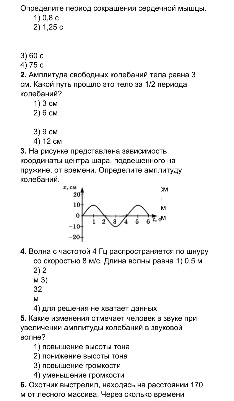 Определите период сокращения сердечной мышцы.
1) 0,8 с
2) 1,25 с
3) 60 с
4) 75 с
2. Амплитуда свободных колебаний тела равна 3
см. Какой путь прошло это тело за 1/2 периода
колебаний?
1) 3 см
2) 6 см
3) 9 см
4) 12 см
3. На рисунке представлена зависимость
координаты центра шара, подвешенного на
пружине, от времени. Определите амплитуду
колебаний.
x, см
20
10
0
-10
-20
1 2 3 4 5 6 t, с
см
м
м
4. Волна с частотой 4 Гц распространяется по шнуру
со скоростью 8 м/с. Длина волны равна 1) 0,5 м
2) 2
м 3)
32
м
4) для решения не хватает данных
5. Какие изменения отмечает человек в звуке при
увеличении амплитуды колебаний в звуковой
волне?
1) повышение высоты тона
2) понижение высоты тона
3) повышение громкости
4) уменьшение громкости
6. Охотник выстрелил, находясь на расстоянии 170
м от лесного массива. Через сколько времени